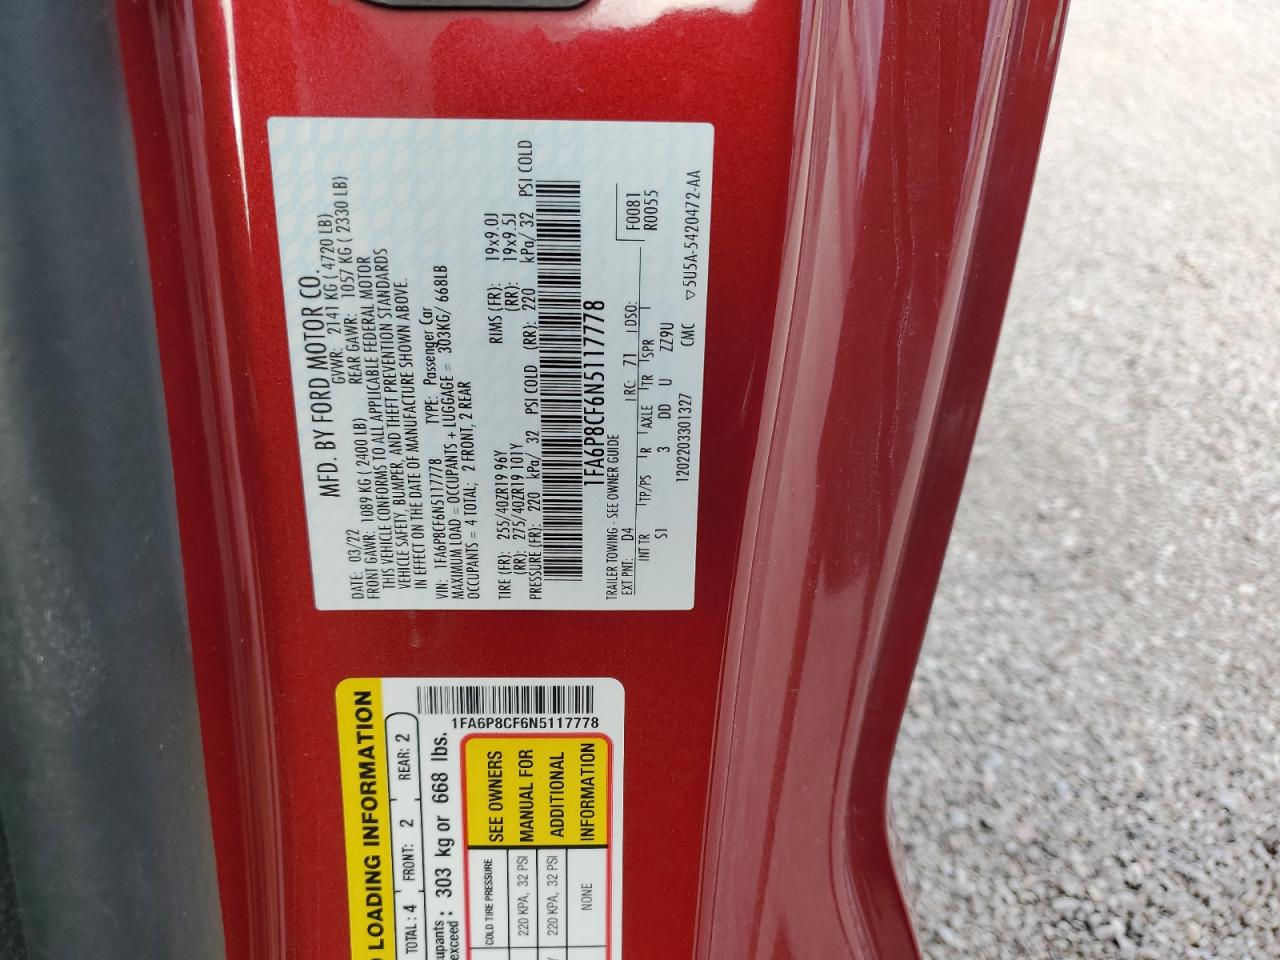 MFD. BY FORD MOTOR CO.
DATE: 03/22 GVWR: 2141 KG ( 4720 LB)
FRONT GAWR: 1089 KG ( 2400 LB) REAR GAWR: 1057 KG ( 2330 LB)
THIS VEHICLE CONFORMS TO ALL APPLICABLE FEDERAL MOTOR
VEHICLE SAFETY, BUMPER, AND THEFT PREVENTION STANDARDS
IN EFFECT ON THE DATE OF MANUFACTURE SHOWN ABOVE.
VIN: 1FA6P8CF6N5117778 TYPE: Passenger Car
MAXIMUM LOAD = OCCUPANTS + LUGGAGE = 303KG/ 668LB
OCCUPANTS = 4 TOTAL; 2 FRONT, 2 REAR
TIRE (FR): 255/40ZR19 96Y RIMS (FR): 19x9.0J
(RR): 275/40ZR19 101Y (RR): 19x9.5J
PRESSURE (FR): 220 kPa/ 32 PSI COLD (RR): 220 kPa/ 32 PSI COLD
1FA6P8CF6N5117778
TRAILER TOWING - SEE OWNER GUIDE F0081
EXT PNT: D4 RC: 71 DSO: R0055
INT TR TP/PS R AXLE TR SPR
S1 3 DD U ZZ9U
1202203301327 CMC ▽5U5A-5420472-AA
LOADING INFORMATION
TOTAL : 4 FRONT: 2 REAR: 2
303 kg or 668 lbs.
1FA6P8CF6N5117778
COLD TIRE PRESSURE
220 KPA, 32 PSI
220 KPA, 32 PSI
NONE
SEE OWNERS
MANUAL FOR
ADDITIONAL
INFORMATION